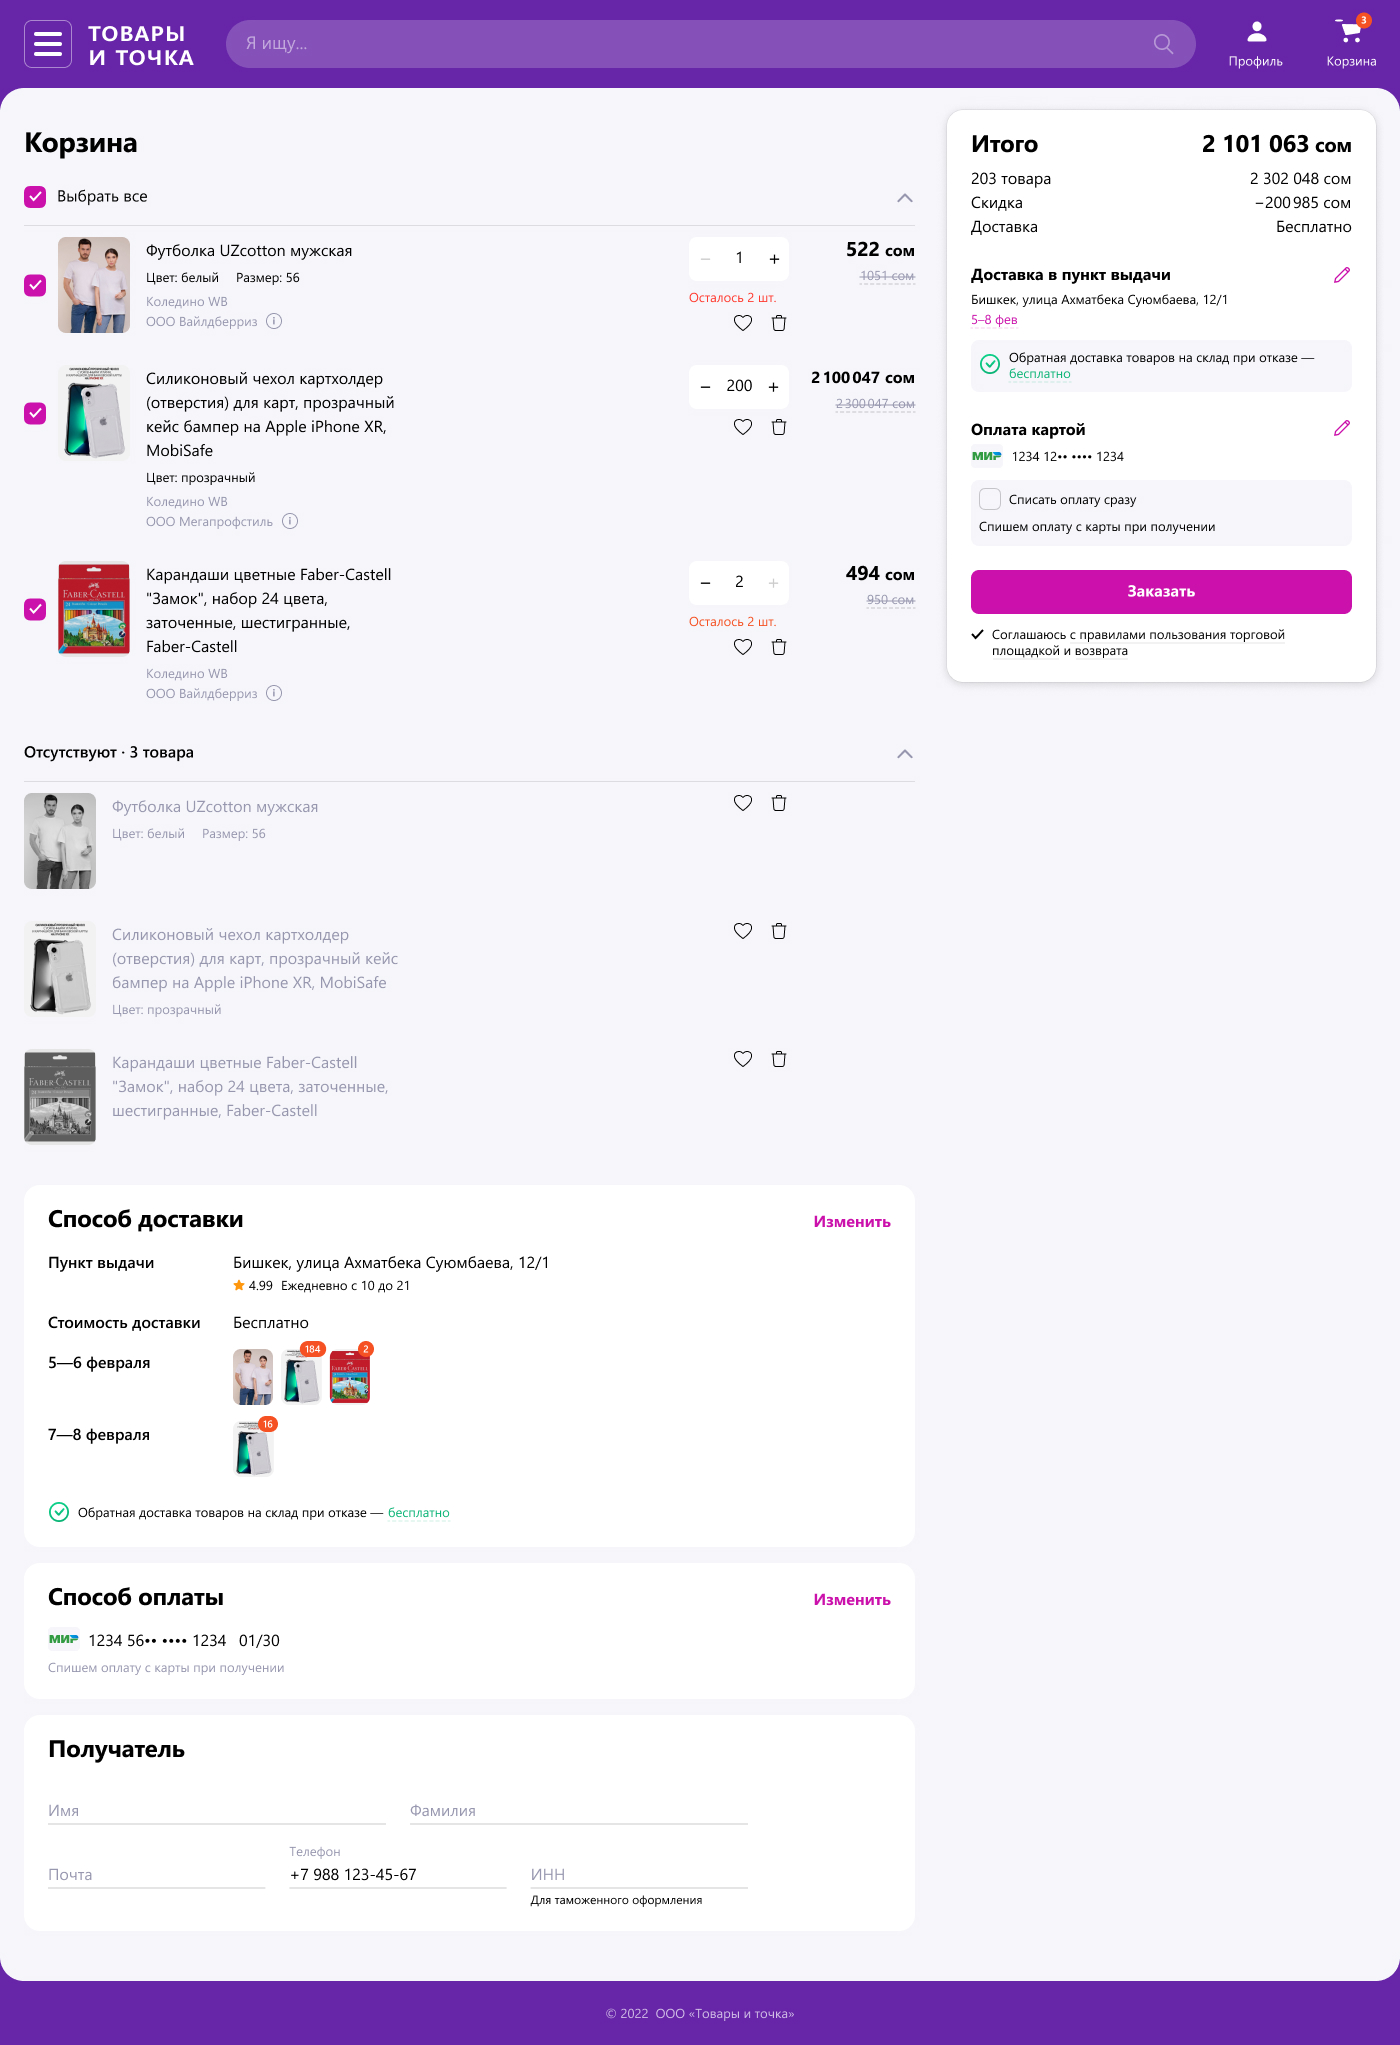 ТОВАРЫ
И ТОЧКА
Я ищу...
Профиль
3
Корзина
Корзина
Выбрать все
Футболка UZcotton мужская
Цвет: белый Размер: 56
Коледино WB
ООО Вайлдберриз
− 1 +
Осталось 2 шт.
522 сом
1051 сом
Силиконовый чехол картхолдер
(отверстия) для карт, прозрачный
кейс бампер на Apple iPhone XR,
MobiSafe
Цвет: прозрачный
Коледино WB
ООО Мегапрофстиль
− 200 +
2 100 047 сом
2 300 047 сом
FABER-CASTELL
Карандаши цветные Faber-Castell
"Замок", набор 24 цвета,
заточенные, шестигранные,
Faber-Castell
Коледино WB
ООО Вайлдберриз
− 2 +
Осталось 2 шт.
494 сом
950 сом
Отсутствуют · 3 товара
Футболка UZcotton мужская
Цвет: белый Размер: 56
Силиконовый чехол картхолдер
(отверстия) для карт, прозрачный кейс
бампер на Apple iPhone XR, MobiSafe
Цвет: прозрачный
FABER-CASTELL
Карандаши цветные Faber-Castell
"Замок", набор 24 цвета, заточенные,
шестигранные, Faber-Castell
Способ доставки
Изменить
Пункт выдачи
Бишкек, улица Ахматбека Суюмбаева, 12/1
4.99 Ежедневно с 10 до 21
Стоимость доставки
Бесплатно
5—6 февраля
184
2
FABER-CASTELL
7—8 февраля
16
Обратная доставка товаров на склад при отказе — бесплатно
Способ оплаты
Изменить
МИР 1234 56•• •••• 1234 01/30
Спишем оплату с карты при получении
Получатель
Имя
Фамилия
Почта
Телефон
+7 988 123-45-67
ИНН
Для таможенного оформления
Итого 2 101 063 сом
203 товара 2 302 048 сом
Скидка −200 985 сом
Доставка Бесплатно
Доставка в пункт выдачи
Бишкек, улица Ахматбека Суюмбаева, 12/1
5–8 фев
Обратная доставка товаров на склад при отказе —
бесплатно
Оплата картой
МИР 1234 12•• •••• 1234
Списать оплату сразу
Спишем оплату с карты при получении
Заказать
Соглашаюсь с правилами пользования торговой
площадкой и возврата
© 2022 ООО «Товары и точка»